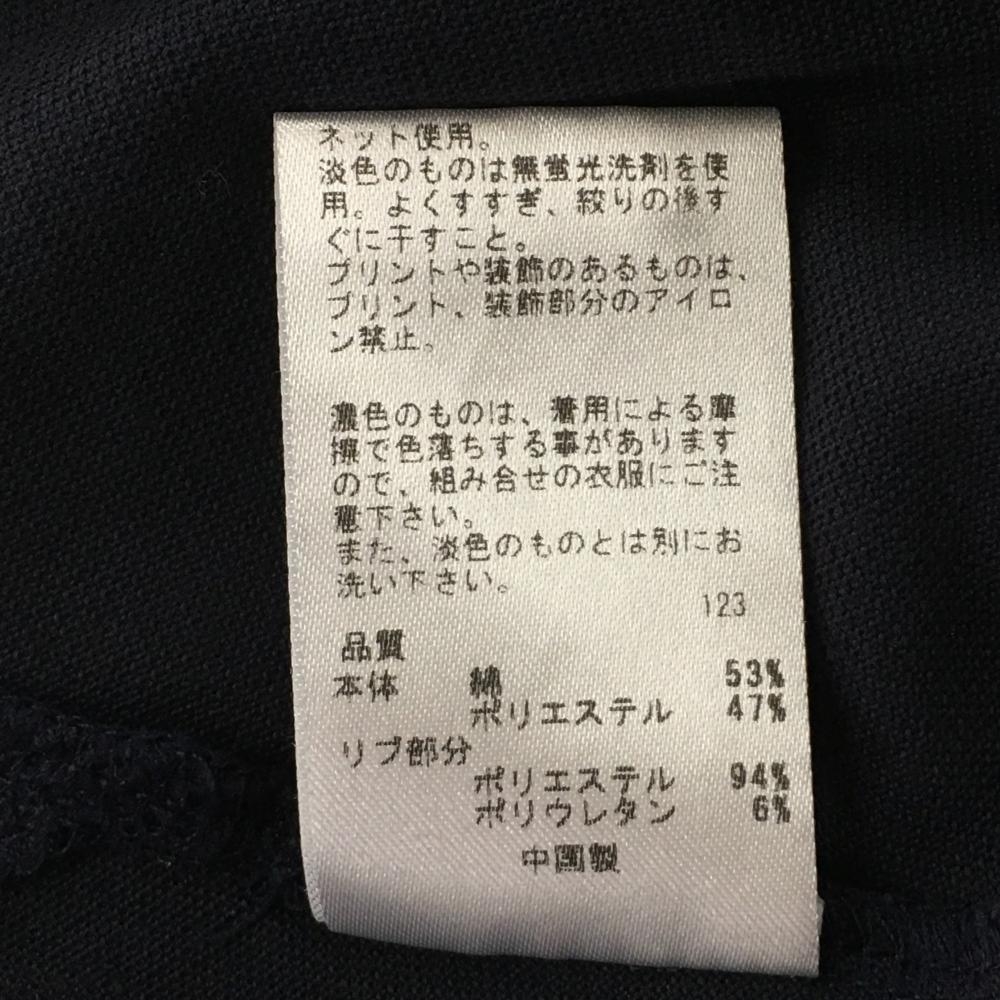 ネット使用。
淡色のものは無蛍光洗剤を使
用。よくすすぎ、絞りの後す
ぐに干すこと。
プリントや装飾のあるものは、
プリント、装飾部分のアイロ
ン禁止。
濃色のものは、着用による摩
擦で色落ちする事があります
ので、組み合せの衣服にご注
意下さい。
また、淡色のものとは別にお
洗い下さい。
123
品質
本体 綿 53%
ポリエステル 47%
リブ部分
ポリエステル 94%
ポリウレタン 6%
中国製